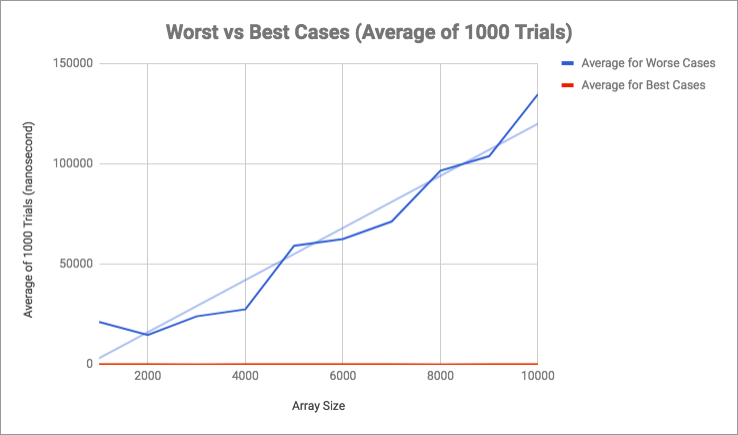 Worst vs Best Cases (Average of 1000 Trials)
Average for Worse Cases
Average for Best Cases
Average of 1000 Trials (nanosecond)
150000
100000
50000
0
2000
4000
6000
8000
10000
Array Size